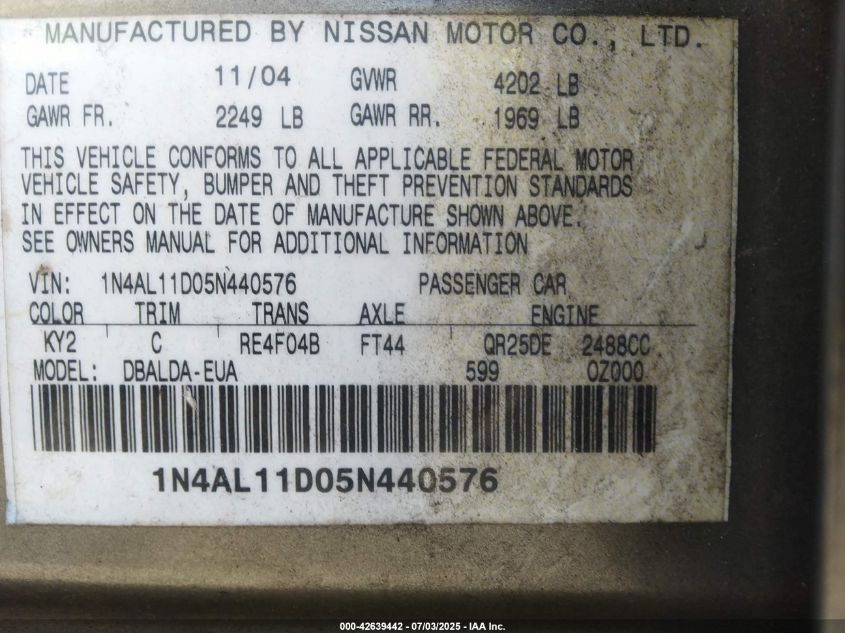 MANUFACTURED BY NISSAN MOTOR CO., LTD.
DATE 11/04 GVWR 4202 LB
GAWR FR. 2249 LB GAWR RR. 1969 LB
THIS VEHICLE CONFORMS TO ALL APPLICABLE FEDERAL MOTOR
VEHICLE SAFETY, BUMPER AND THEFT PREVENTION STANDARDS
IN EFFECT ON THE DATE OF MANUFACTURE SHOWN ABOVE.
SEE OWNERS MANUAL FOR ADDITIONAL INFORMATION
VIN: 1N4AL11D05N440576 PASSENGER CAR
COLOR TRIM TRANS AXLE ENGINE
KY2 C RE4F04B FT44 QR25DE 2488CC
MODEL: DBALDA-EUA 599 0Z000
1N4AL11D05N440576
000-42639442 - 07/03/2025 - IAA Inc.